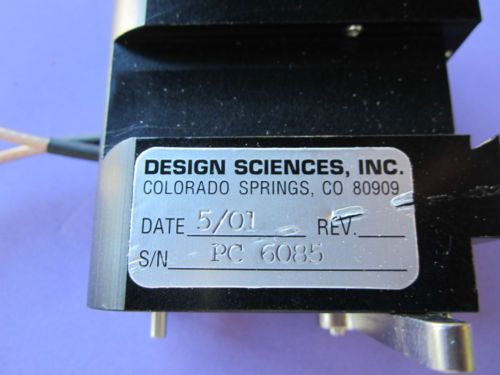 DESIGN SCIENCES, INC.
COLORADO SPRINGS, CO 80909
DATE 5/01 REV.
S/N PC 6085